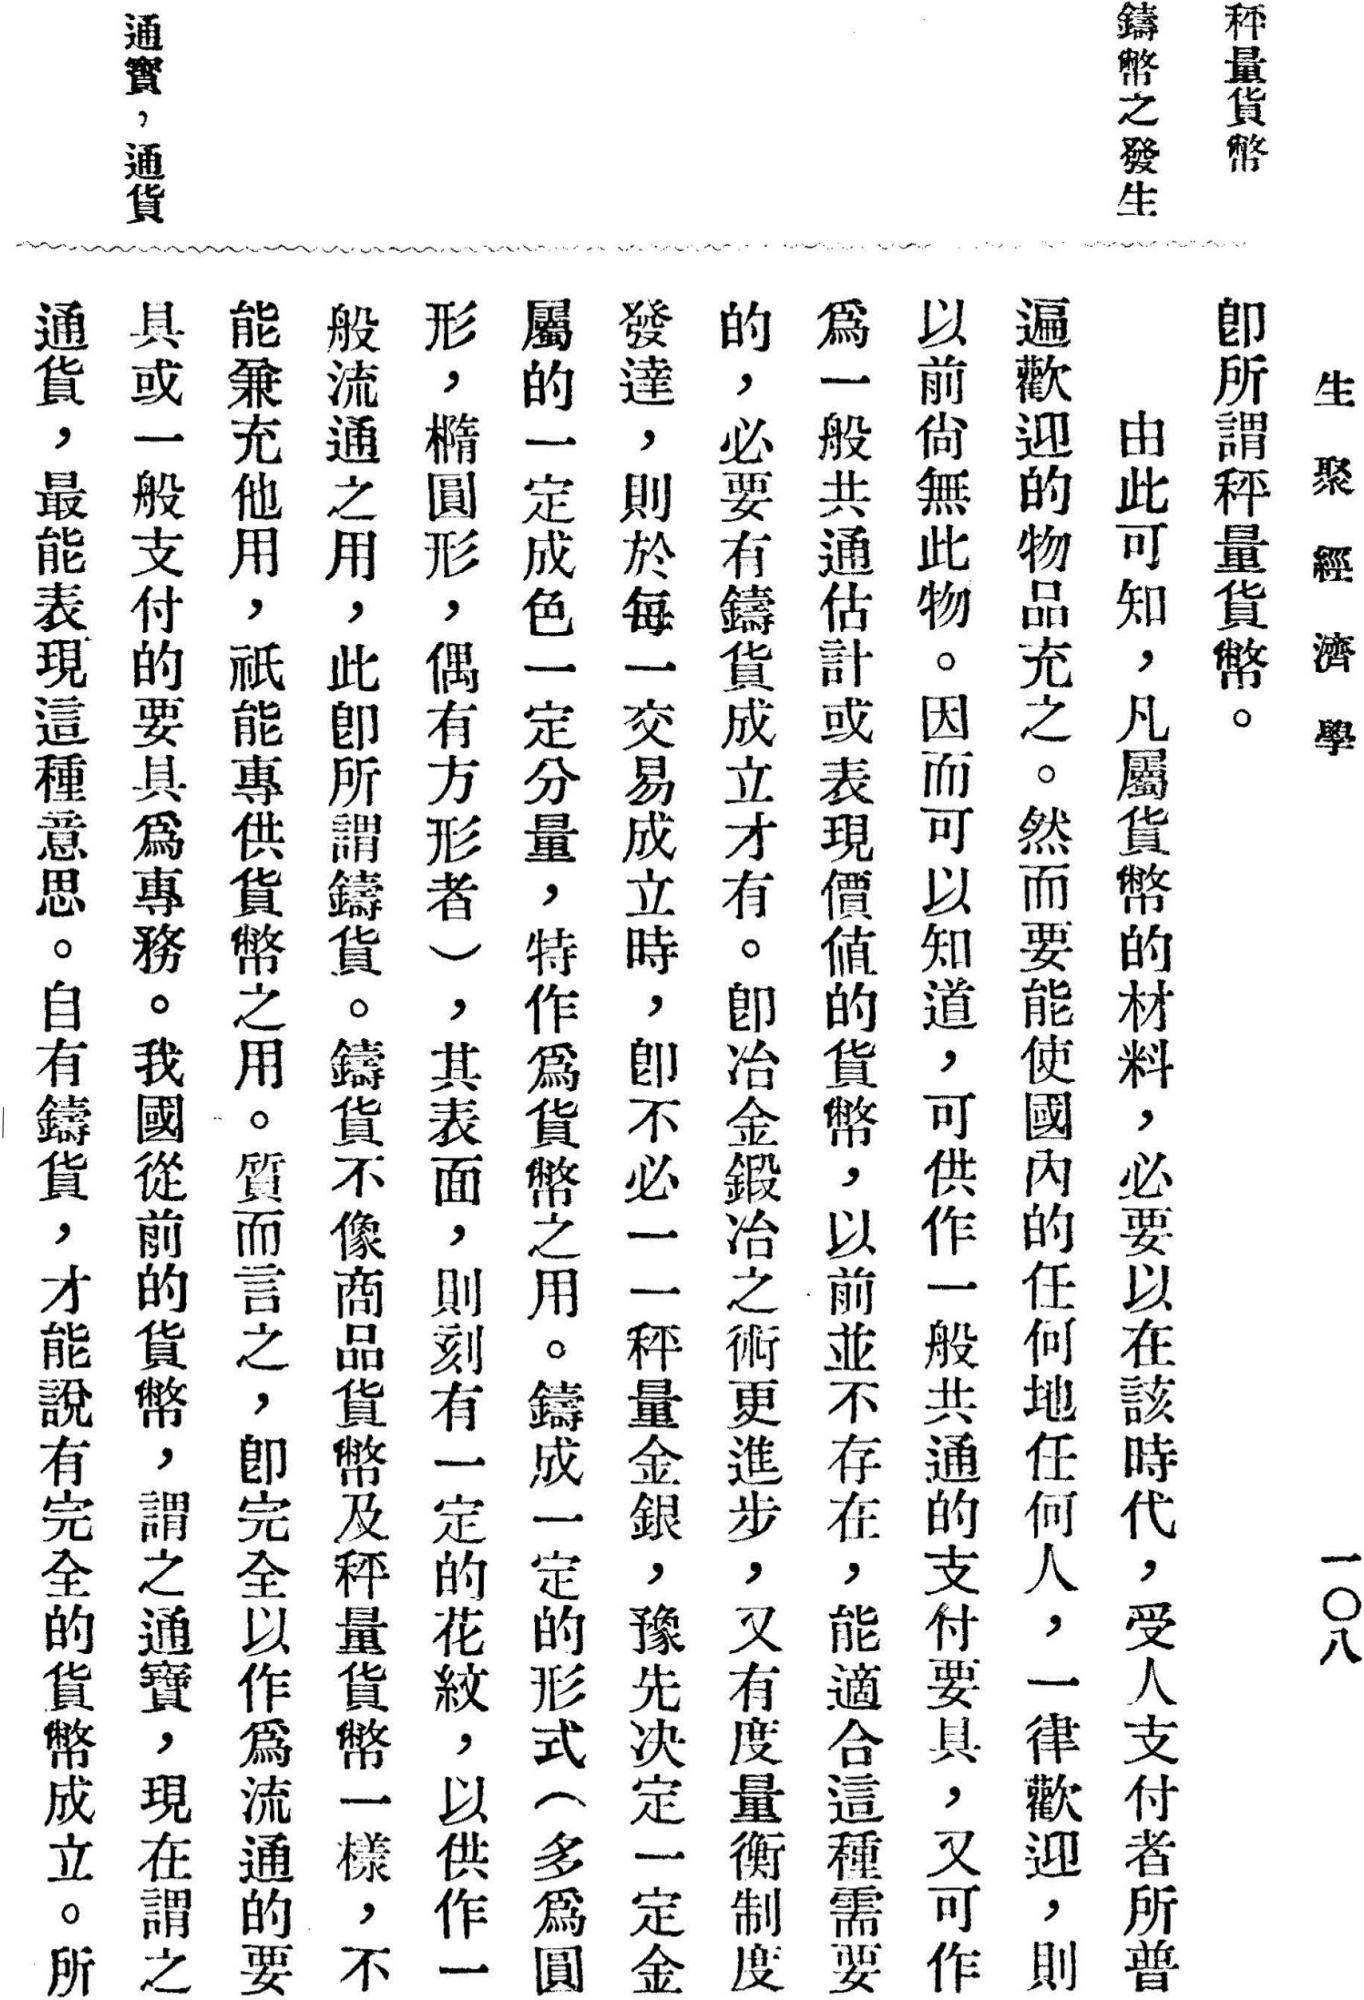 生聚經濟學
一〇八
秤量貨幣
鑄幣之發生
通寶，通貨
卽所謂秤量貨幣。
由此可知，凡屬貨幣的材料，必要以在該時代，受人支付者所普
遍歡迎的物品充之。然而要能使國內的任何地任何人，一律歡迎，則
以前尙無此物。因而可以知道，可供作一般共通的支付要具，又可作
爲一般共通估計或表現價値的貨幣，以前並不存在，能適合這種需要
的，必要有鑄貨成立才有。卽冶金鍛冶之術更進步，又有度量衡制度
發達，則於每一交易成立時，卽不必一一秤量金銀，豫先决定一定金
屬的一定成色一定分量，特作爲貨幣之用。鑄成一定的形式（多爲圓
形，橢圓形，偶有方形者），其表面，則刻有一定的花紋，以供作一
般流通之用，此卽所謂鑄貨。鑄貨不像商品貨幣及秤量貨幣一樣，不
能兼充他用，祇能專供貨幣之用。質而言之，卽完全以作爲流通的要
具或一般支付的要具爲專務。我國從前的貨幣，謂之通寶，現在謂之
通貨，最能表現這種意思。自有鑄貨，才能說有完全的貨幣成立。所